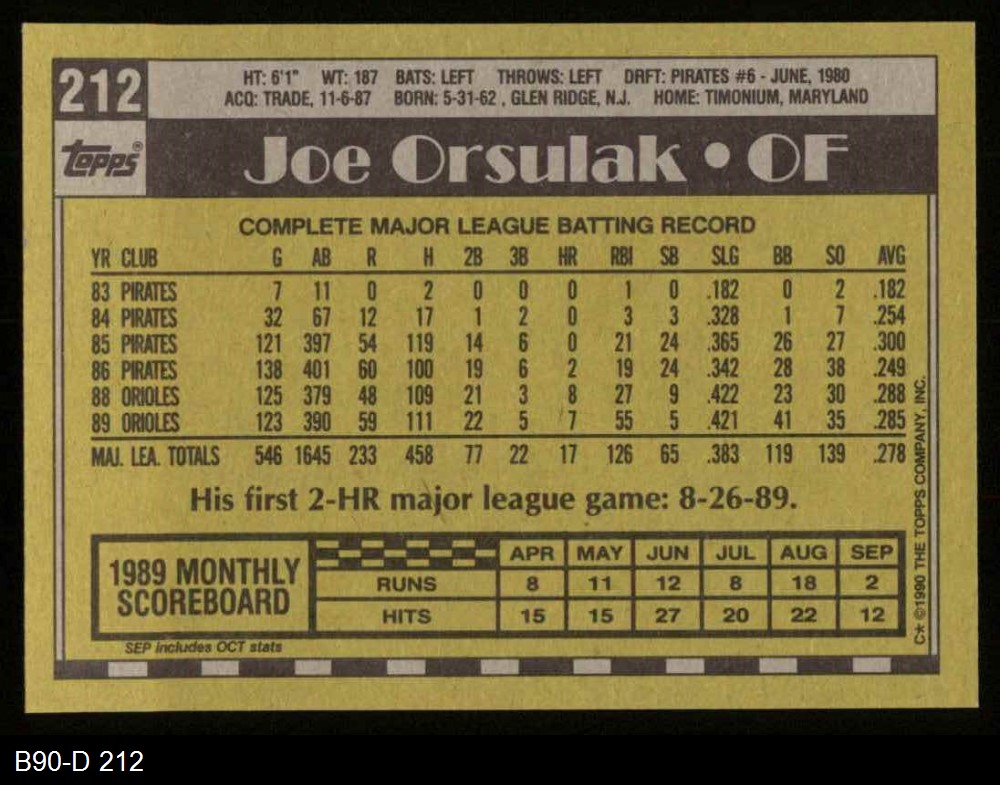 212
HT: 6'1" WT: 187 BATS: LEFT THROWS: LEFT DRFT: PIRATES #6 - JUNE, 1980
ACQ: TRADE, 11-6-87 BORN: 5-31-62 , GLEN RIDGE, N.J. HOME: TIMONIUM, MARYLAND
topps®
Joe Orsulak • OF
COMPLETE MAJOR LEAGUE BATTING RECORD
YR CLUB G AB R H 2B 3B HR RBI SB SLG BB SO AVG
83 PIRATES 7 11 0 2 0 0 0 1 0 .182 0 2 .182
84 PIRATES 32 67 12 17 1 2 0 3 3 .328 1 7 .254
85 PIRATES 121 397 54 119 14 6 0 21 24 .365 26 27 .300
86 PIRATES 138 401 60 100 19 6 2 19 24 .342 28 38 .249
88 ORIOLES 125 379 48 109 21 3 8 27 9 .422 23 30 .288
89 ORIOLES 123 390 59 111 22 5 7 55 5 .421 41 35 .285
MAJ. LEA. TOTALS 546 1645 233 458 77 22 17 126 65 .383 119 139 .278
His first 2-HR major league game: 8-26-89.
1989 MONTHLY
SCOREBOARD
APR MAY JUN JUL AUG SEP
RUNS 8 11 12 8 18 2
HITS 15 15 27 20 22 12
SEP includes OCT stats
C* ©1990 THE TOPPS COMPANY, INC.
B90-D 212